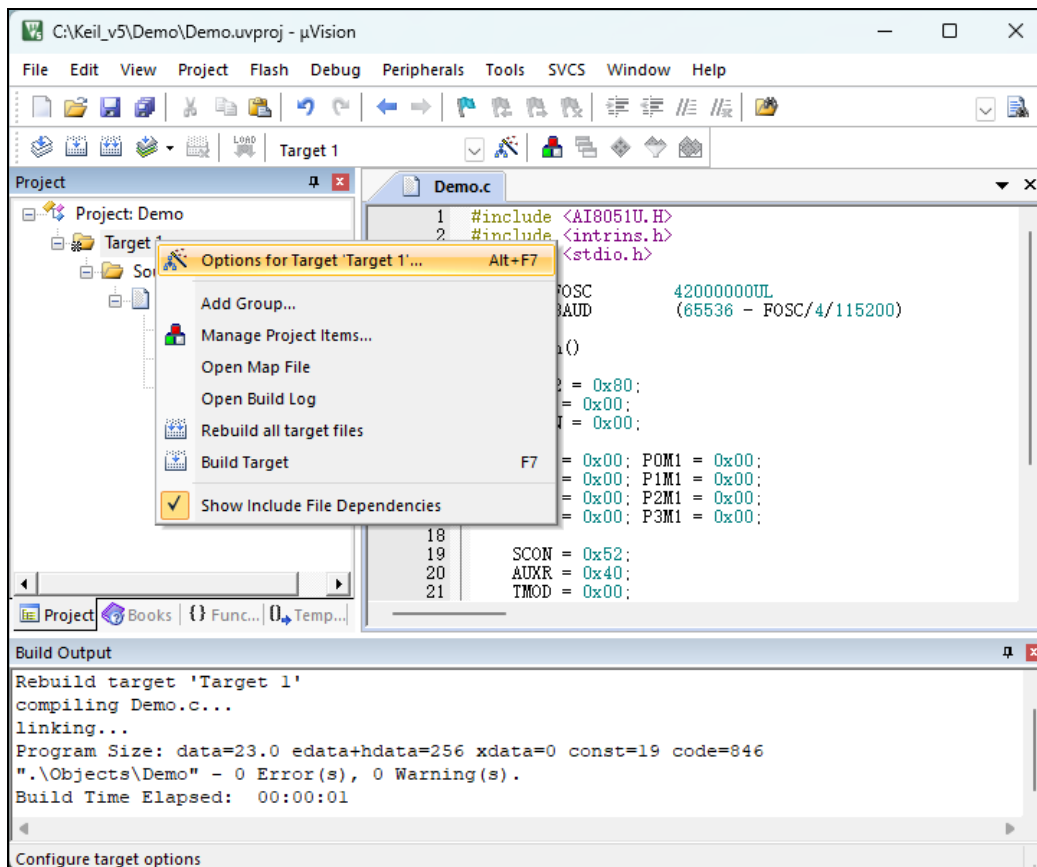 C:\Keil_v5\Demo\Demo.uvproj - µVision
File Edit View Project Flash Debug Peripherals Tools SVCS Window Help
LOAD
Target 1
Project
Project: Demo
Target 1
Sou
Options for Target 'Target 1'... Alt+F7
Add Group...
Manage Project Items...
Open Map File
Open Build Log
Rebuild all target files
Build Target F7
Show Include File Dependencies
Demo.c
1 #include <AI8051U.H>
2 #include <intrins.h>
<stdio.h>
FOSC 42000000UL
BAUD (65536 - FOSC/4/115200)
()
= 0x80;
= 0x00;
= 0x00;
= 0x00; P0M1 = 0x00;
= 0x00; P1M1 = 0x00;
= 0x00; P2M1 = 0x00;
= 0x00; P3M1 = 0x00;
18
19 SCON = 0x52;
20 AUXR = 0x40;
21 TMOD = 0x00;
Project Books {} Func... Temp...
Build Output
Rebuild target 'Target 1'
compiling Demo.c...
linking...
Program Size: data=23.0 edata+hdata=256 xdata=0 const=19 code=846
".\Objects\Demo" - 0 Error(s), 0 Warning(s).
Build Time Elapsed: 00:00:01
Configure target options